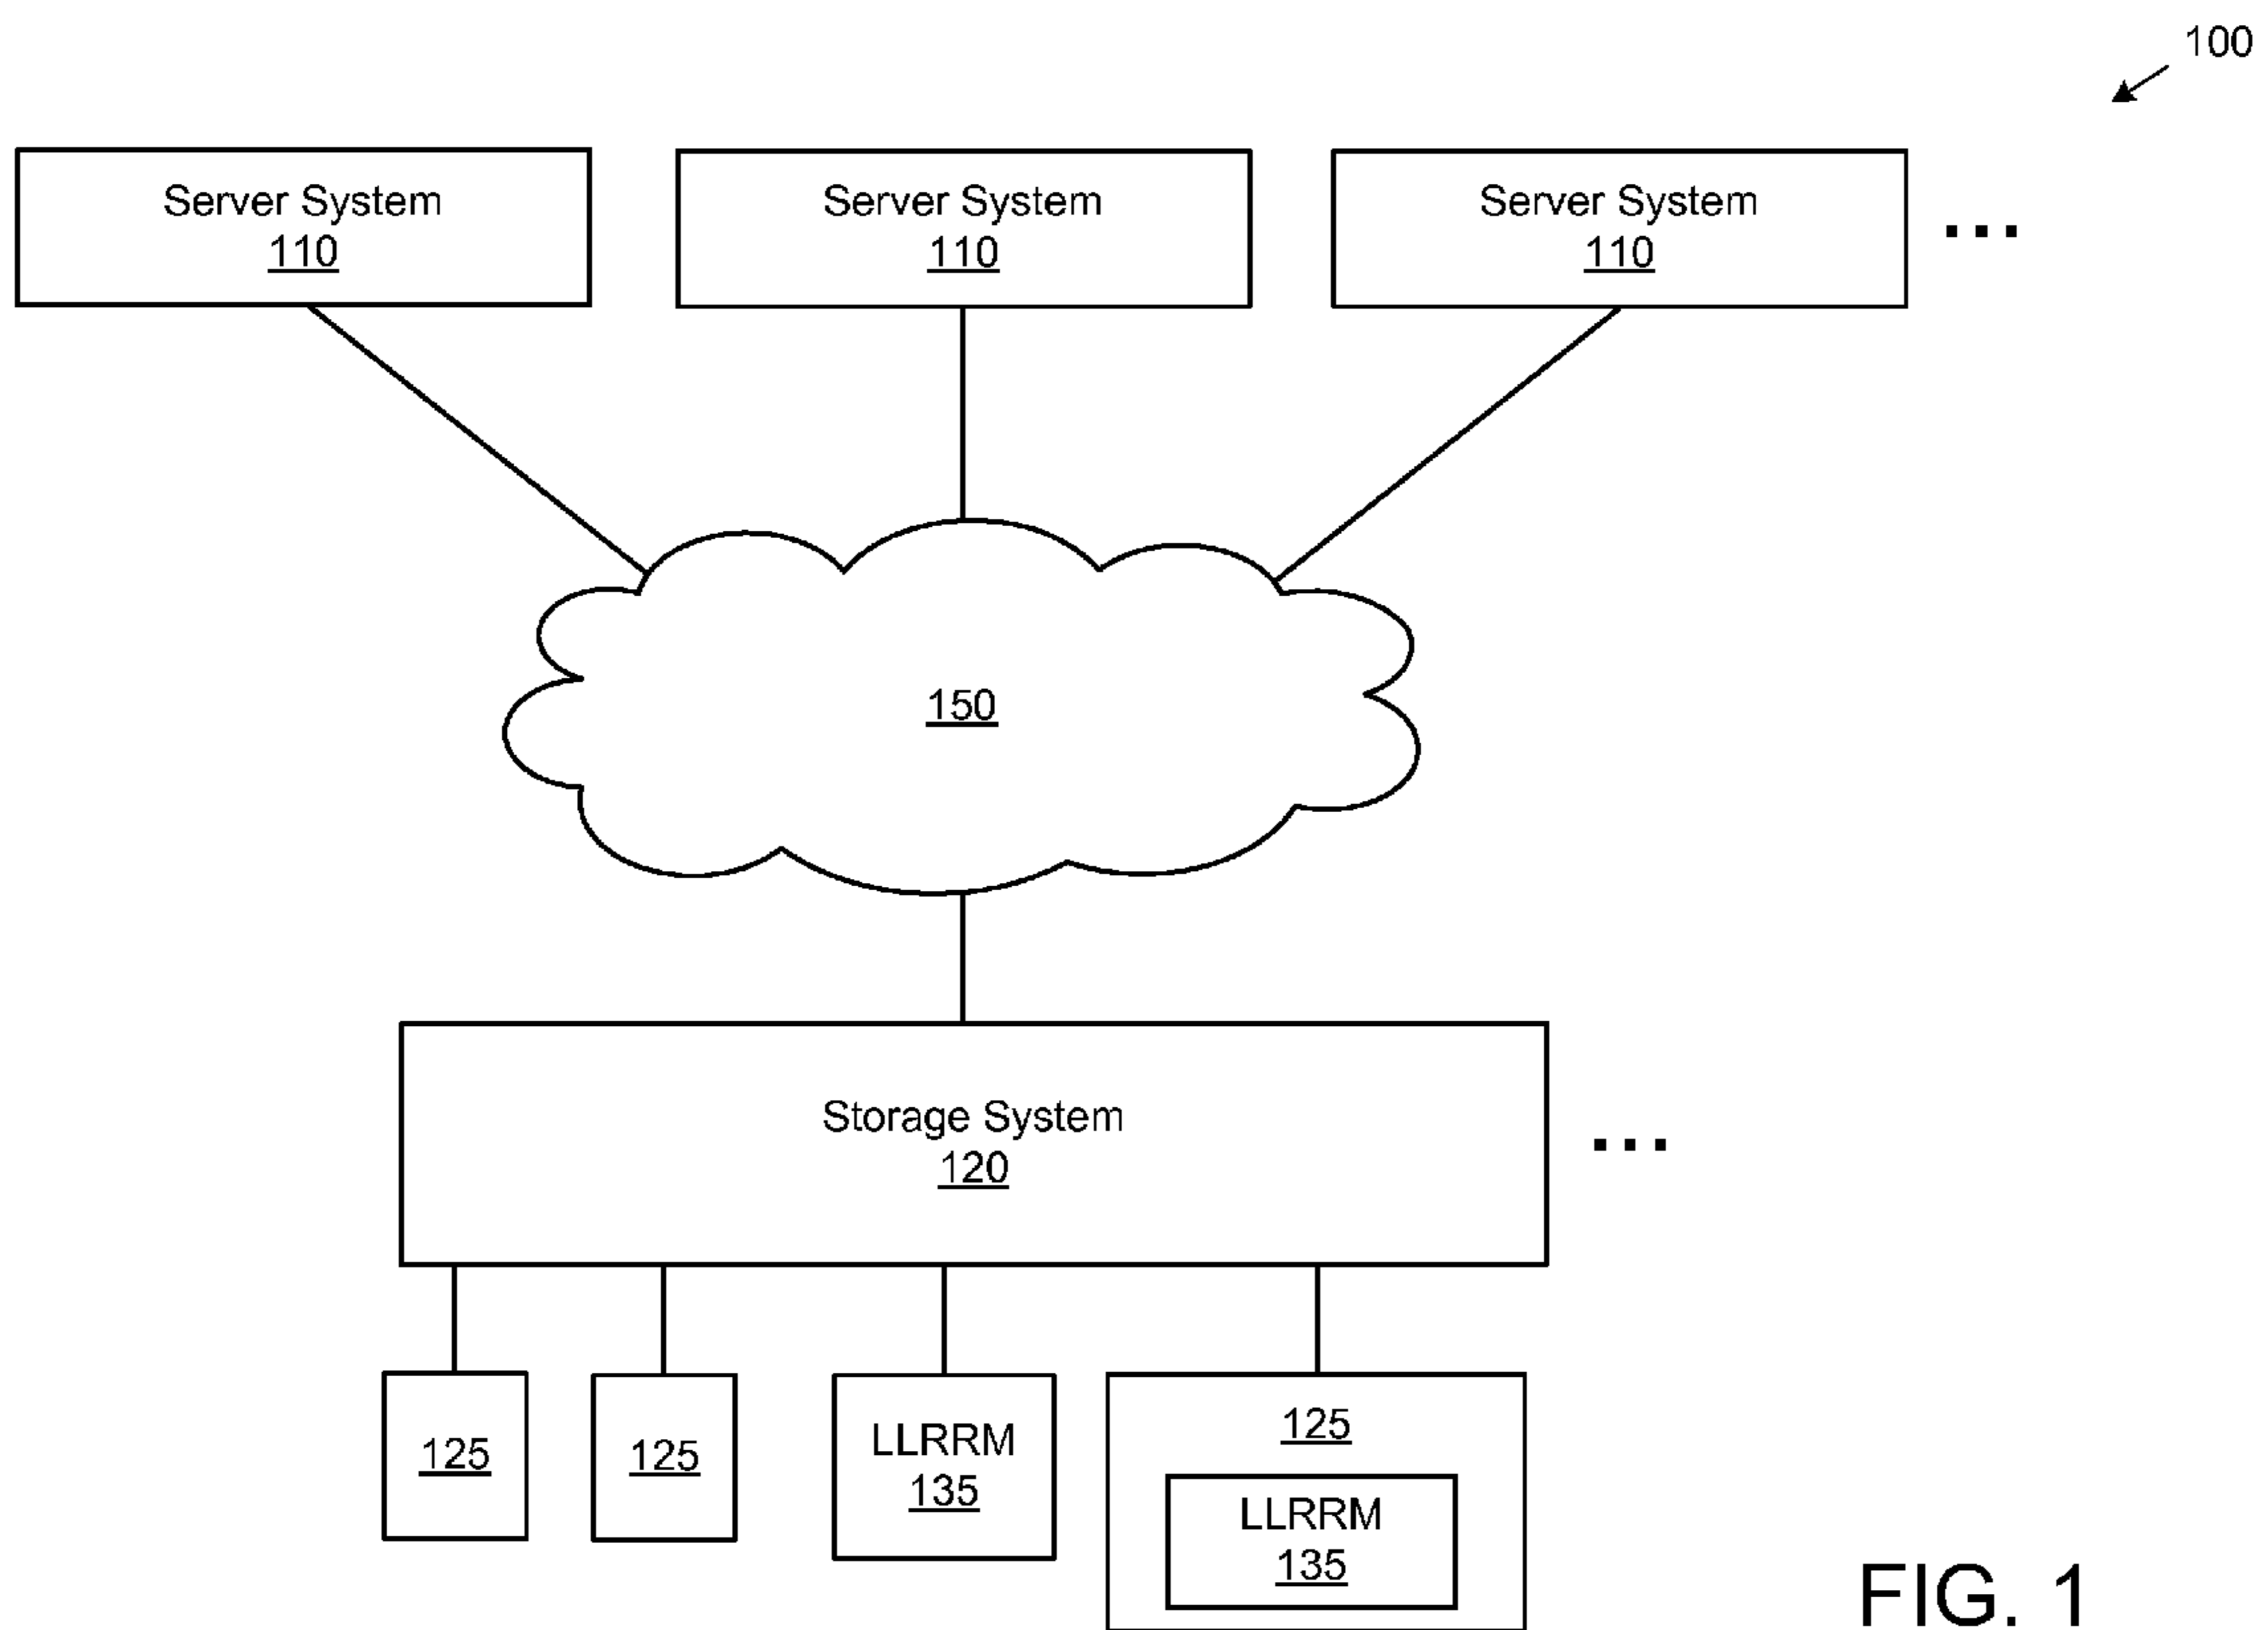 100
Server System
110
Server System
110
Server System
110
...
150
Storage System
120
...
125
125
LLRRM
135
125
LLRRM
135
FIG. 1